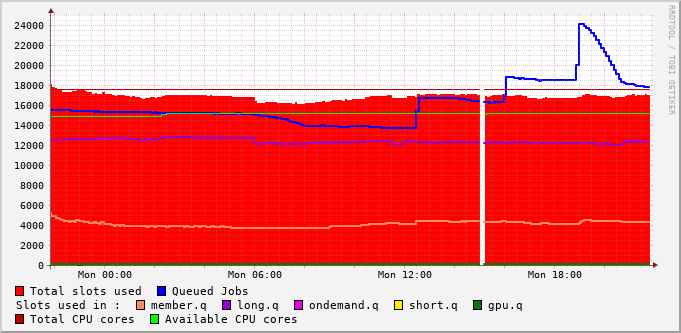 24000
22000
20000
18000
16000
14000
12000
10000
8000
6000
4000
2000
0
Mon 00:00 Mon 06:00 Mon 12:00 Mon 18:00
Total slots used Queued Jobs
Slots used in : member.q long.q ondemand.q short.q gpu.q
Total CPU cores Available CPU cores
RRDTOOL / TOBI OETIKER